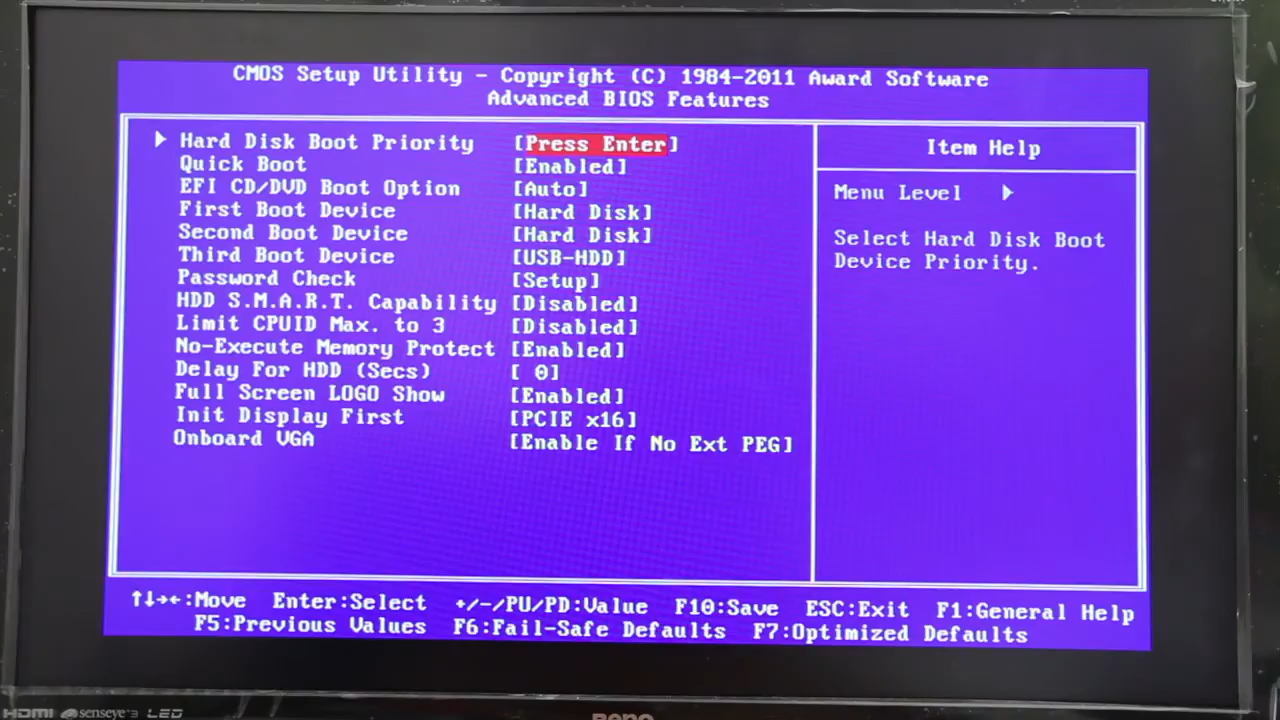 CMOS Setup Utility - Copyright (C) 1984-2011 Award Software
Advanced BIOS Features
Hard Disk Boot Priority [Press Enter]
Quick Boot [Enabled]
EFI CD/DVD Boot Option [Auto]
First Boot Device [Hard Disk]
Second Boot Device [Hard Disk]
Third Boot Device [USB-HDD]
Password Check [Setup]
HDD S.M.A.R.T. Capability [Disabled]
Limit CPUID Max. to 3 [Disabled]
No-Execute Memory Protect [Enabled]
Delay For HDD (Secs) [ 0]
Full Screen LOGO Show [Enabled]
Init Display First [PCIE x16]
Onboard VGA [Enable If No Ext PEG]
Item Help
Menu Level
Select Hard Disk Boot
Device Priority.
↑↓→←:Move Enter:Select +/-/PU/PD:Value F10:Save ESC:Exit F1:General Help
F5:Previous Values F6:Fail-Safe Defaults F7:Optimized Defaults
HDMI senseye 3 LED
BenQ